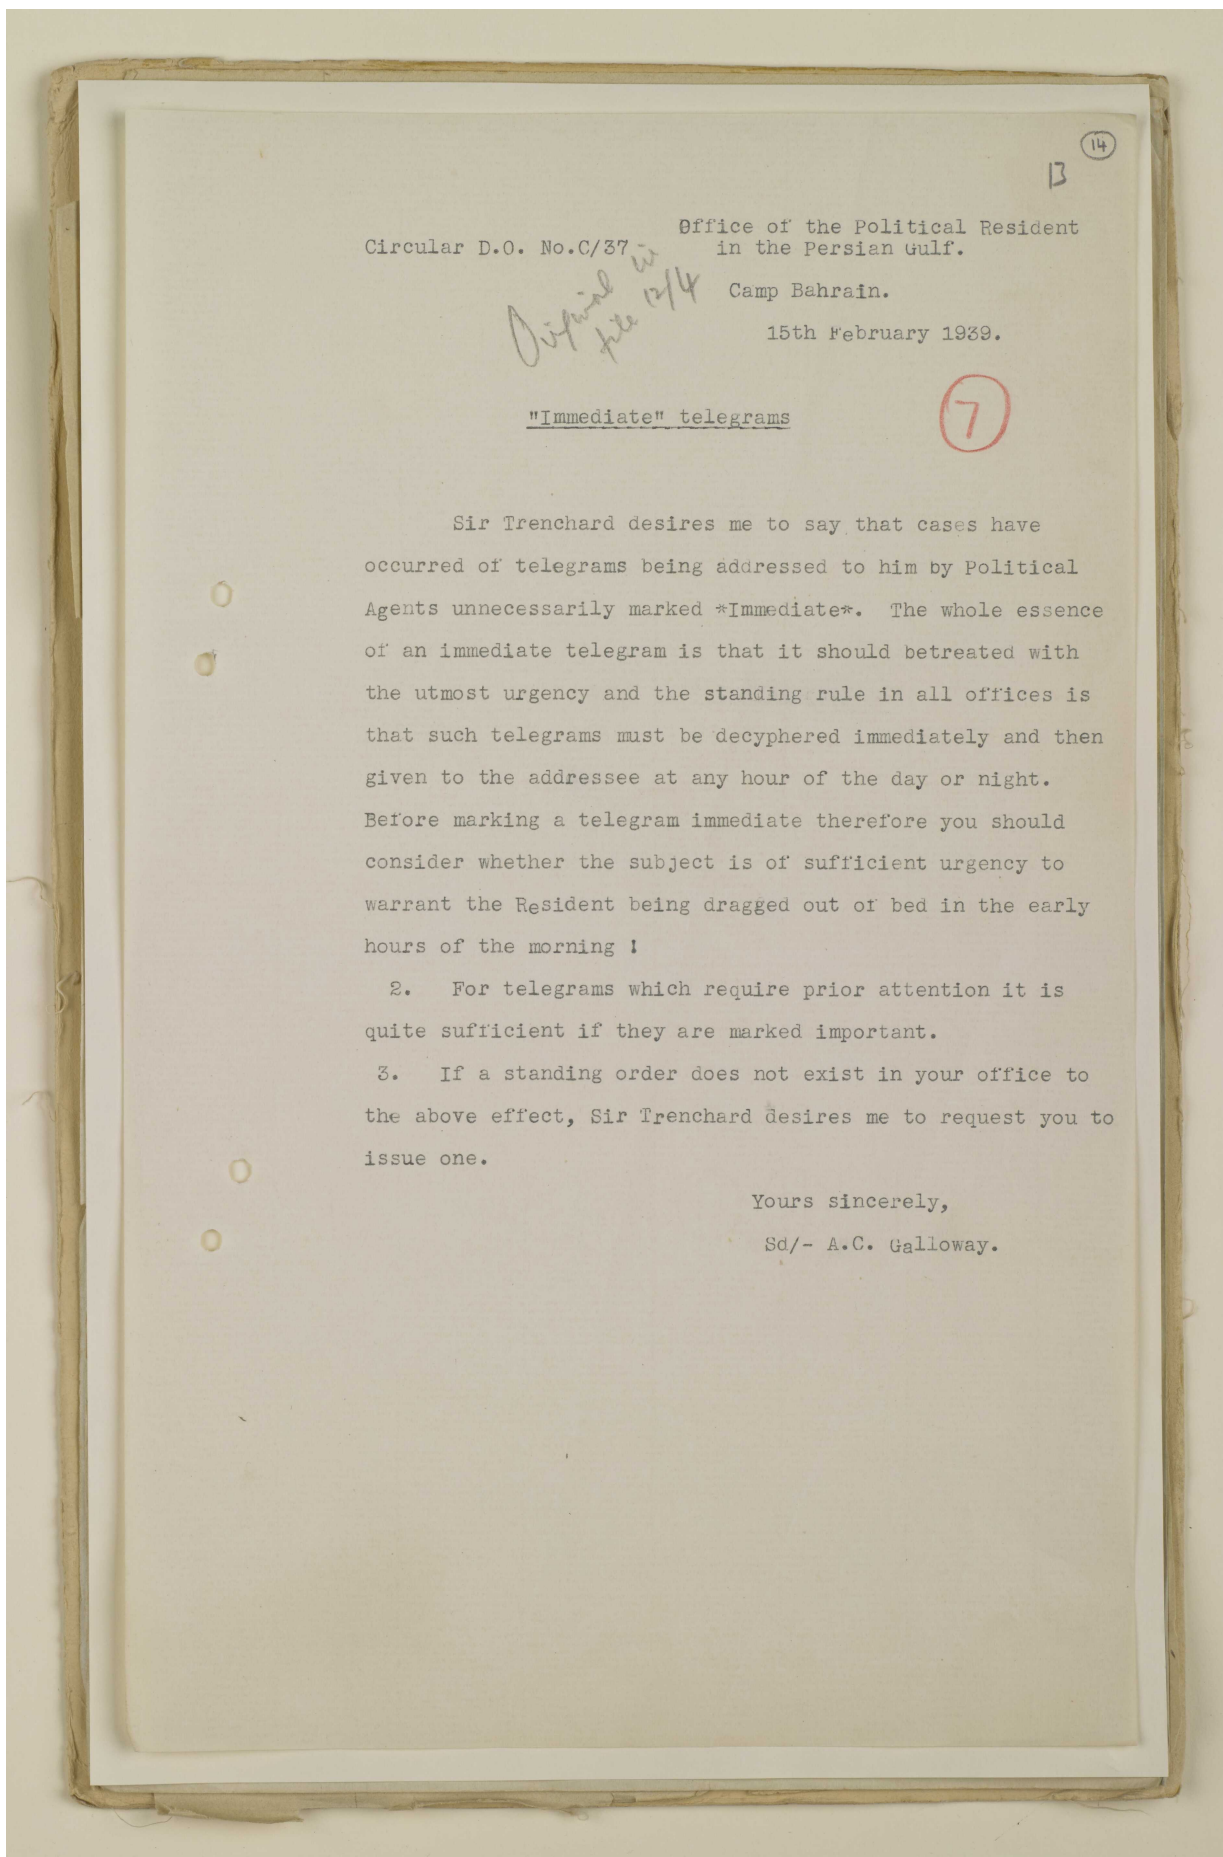 14
13
Office of the Political Resident
Circular D.O. No.C/37
in the Persian Gulf.
Original in
file 12/4
Camp Bahrain.
15th February 1939.
"Immediate" telegrams
7
Sir Trenchard desires me to say that cases have
occurred of telegrams being addressed to him by Political
Agents unnecessarily marked *Immediate*. The whole essence
of an immediate telegram is that it should betreated with
the utmost urgency and the standing rule in all offices is
that such telegrams must be decyphered immediately and then
given to the addressee at any hour of the day or night.
Before marking a telegram immediate therefore you should
consider whether the subject is of sufficient urgency to
warrant the Resident being dragged out of bed in the early
hours of the morning !
2. For telegrams which require prior attention it is
quite sufficient if they are marked important.
3. If a standing order does not exist in your office to
the above effect, Sir Trenchard desires me to request you to
issue one.
Yours sincerely,
Sd/- A.C. Galloway.